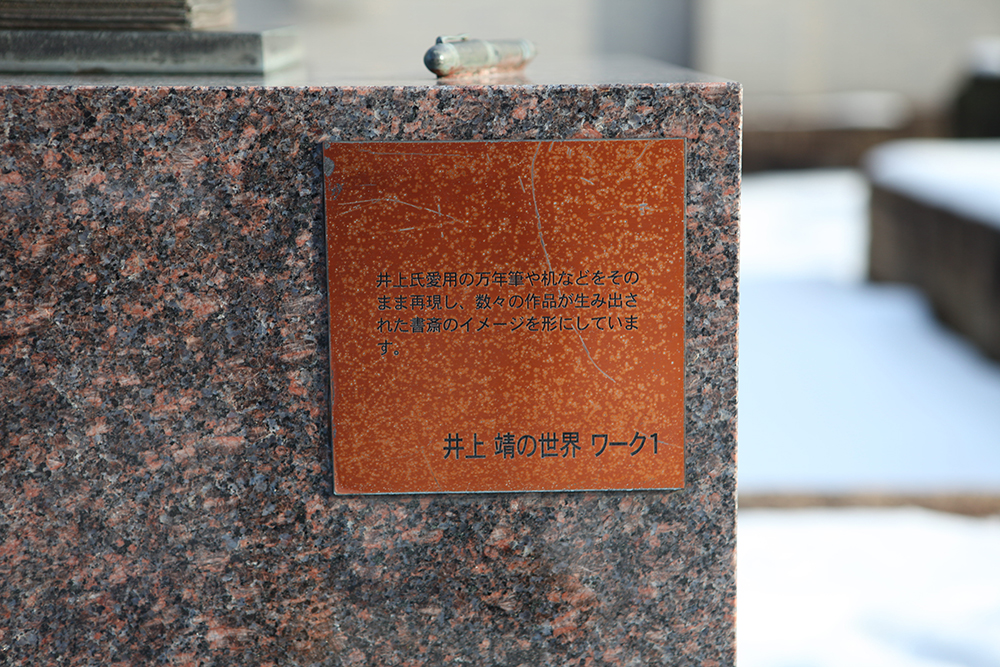 井上氏愛用の万年筆や机などをその
まま再現し、数々の作品が生み出さ
れた書斎のイメージを形にしていま
す。
井上 靖の世界 ワーク1